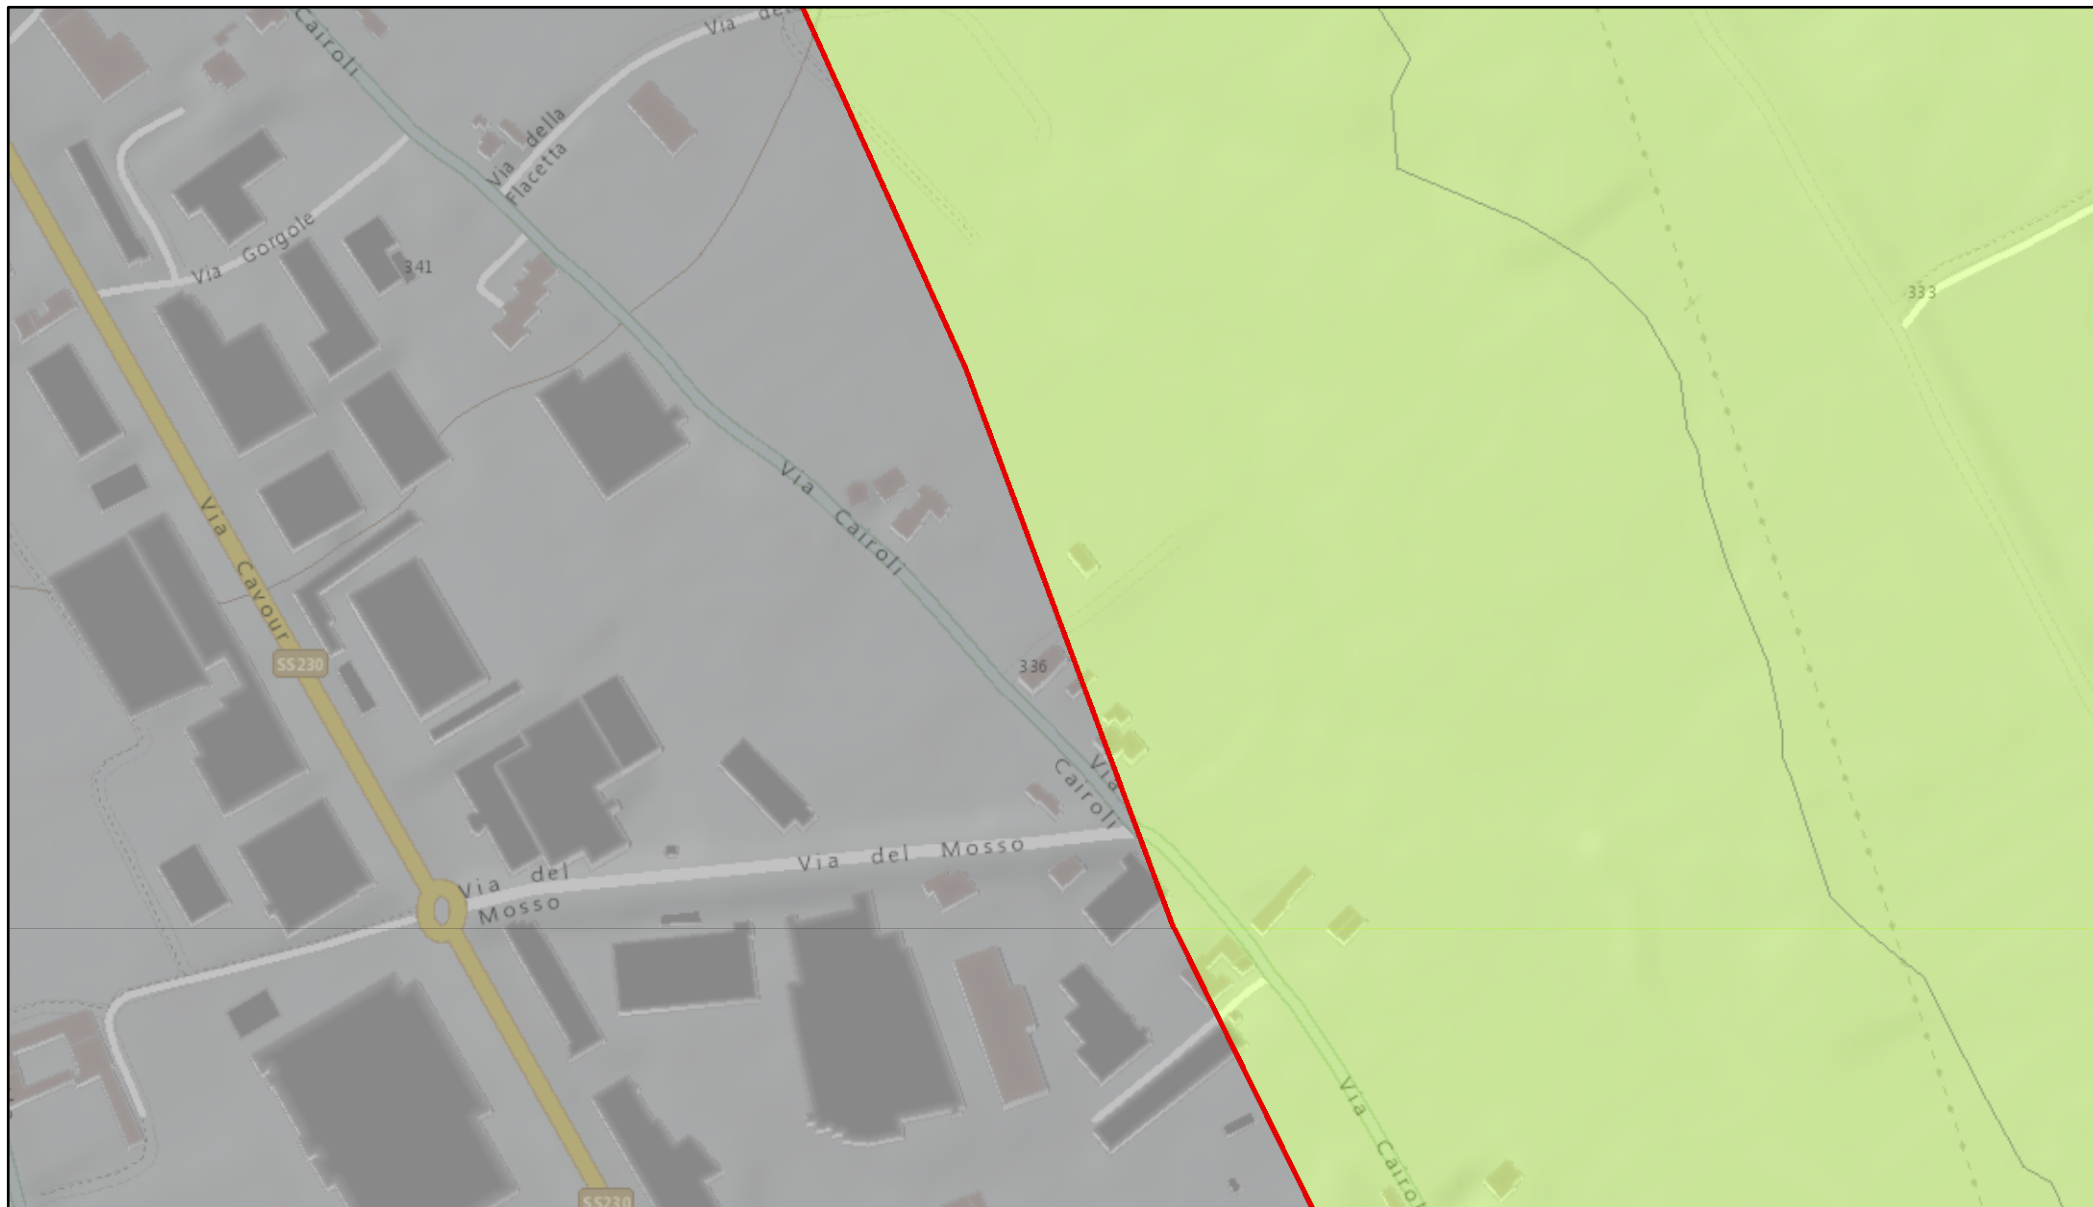 Cairoli
Via del
Via della
Flacetta
Via Gorgole
341
333
Via Cavour
Via Cairoli
SS230
336
Via
Cairoli
Via del
Mosso
Via del Mosso
Via Cairol
SS230